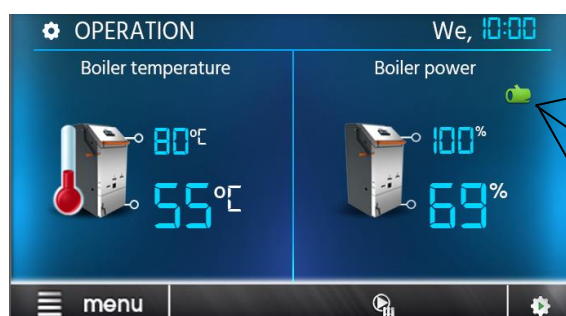 OPERATION We, 10:00
Boiler temperature Boiler power
80°C 100%
55°C 69%
menu